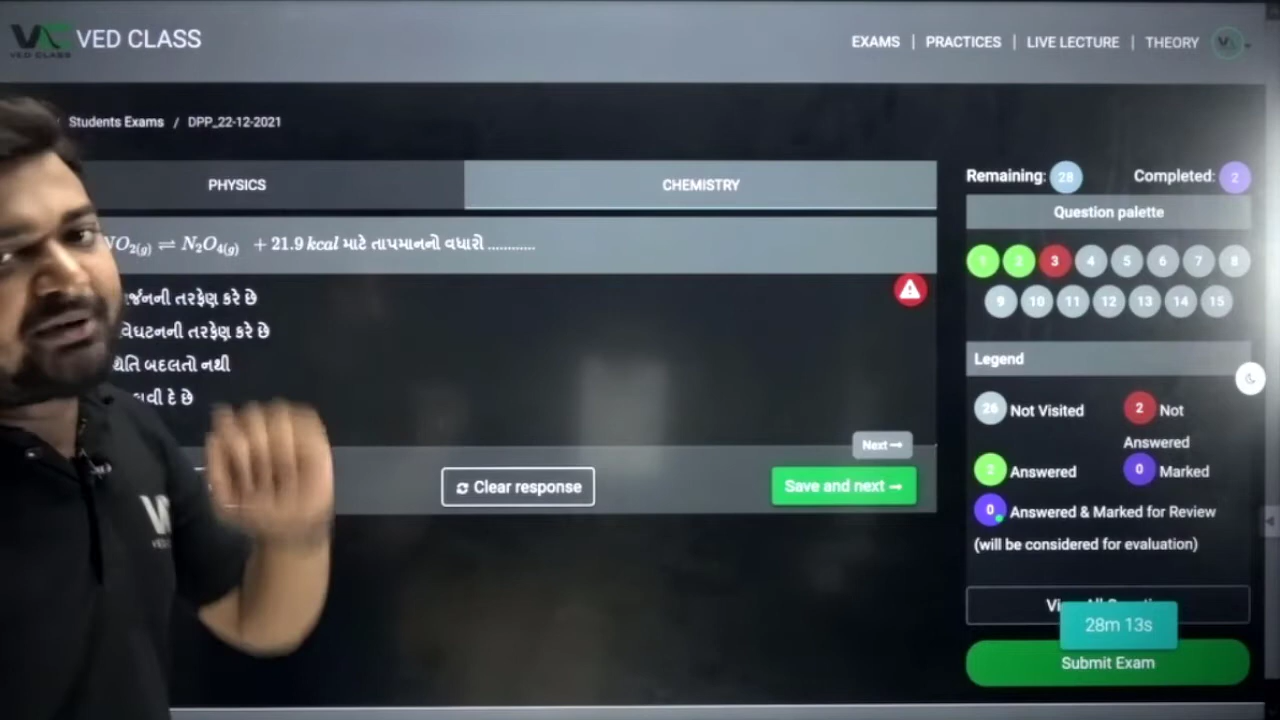 VED CLASS
VED CLASS
EXAMS | PRACTICES | LIVE LECTURE | THEORY
Students Exams / DPP_22-12-2021
PHYSICS
CHEMISTRY
Remaining: 28
Completed: 2
Question palette
NO2(g) ⇌ N2O4(g) + 21.9 kcal માટે તાપમાનનો વધારો ............
તરફેણ કરે છે
તરફેણ કરે છે
બદલતો નથી
દે છે
1 2 3 4 5 6 7 8
9 10 11 12 13 14 15
Legend
26 Not Visited
2 Not Answered
2 Answered
0 Marked
0 Answered & Marked for Review
(will be considered for evaluation)
Next →
Clear response
Save and next →
28m 13s
Submit Exam